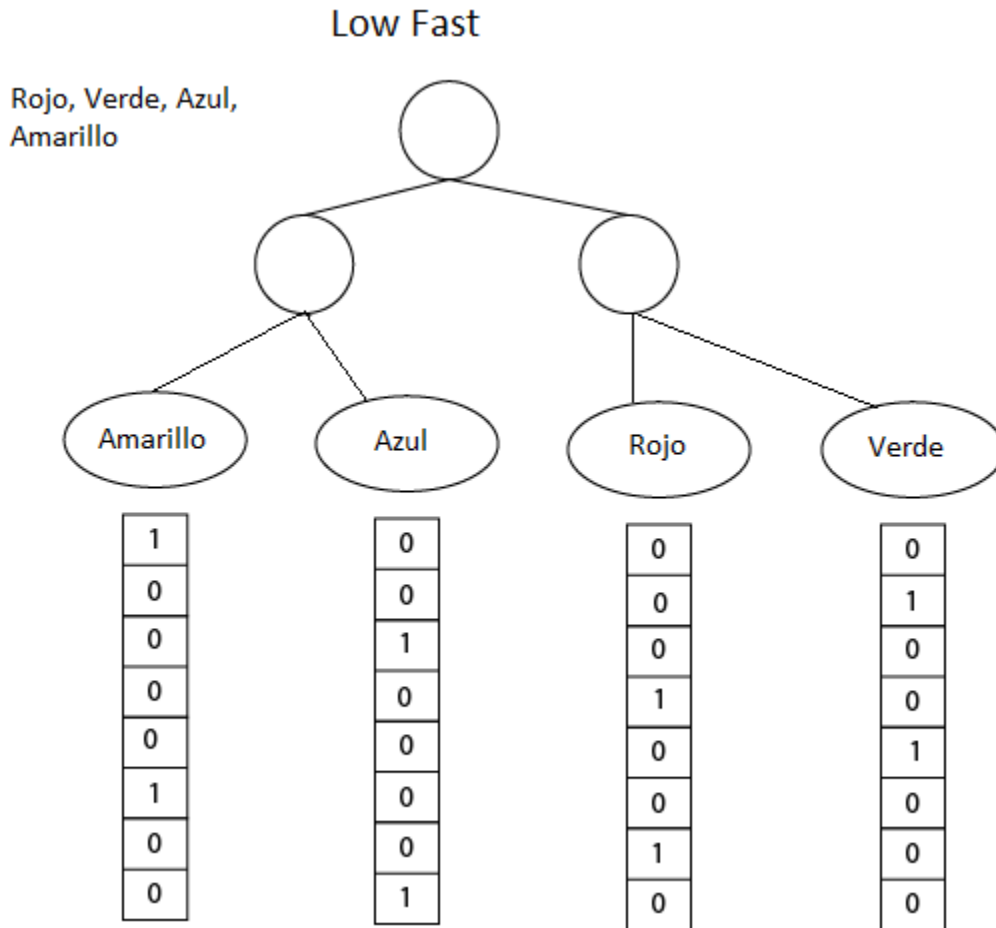 Low Fast
Rojo, Verde, Azul,
Amarillo
Amarillo Azul Rojo Verde
1 0 0 0
0 0 0 1
0 1 0 0
0 0 1 0
0 0 0 1
1 0 0 0
0 0 1 0
0 1 0 0